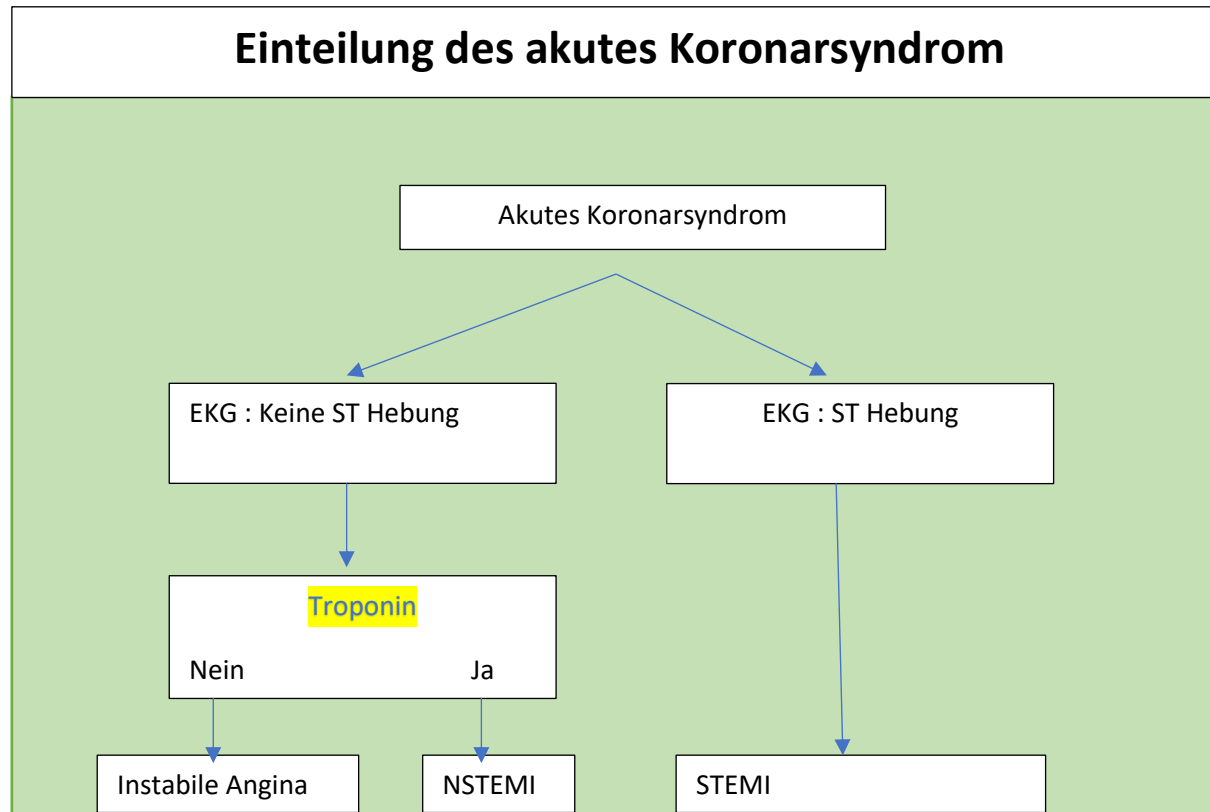 Einteilung des akutes Koronarsyndrom
Akutes Koronarsyndrom
EKG : Keine ST Hebung
EKG : ST Hebung
Troponin
Nein Ja
Instabile Angina
NSTEMI
STEMI